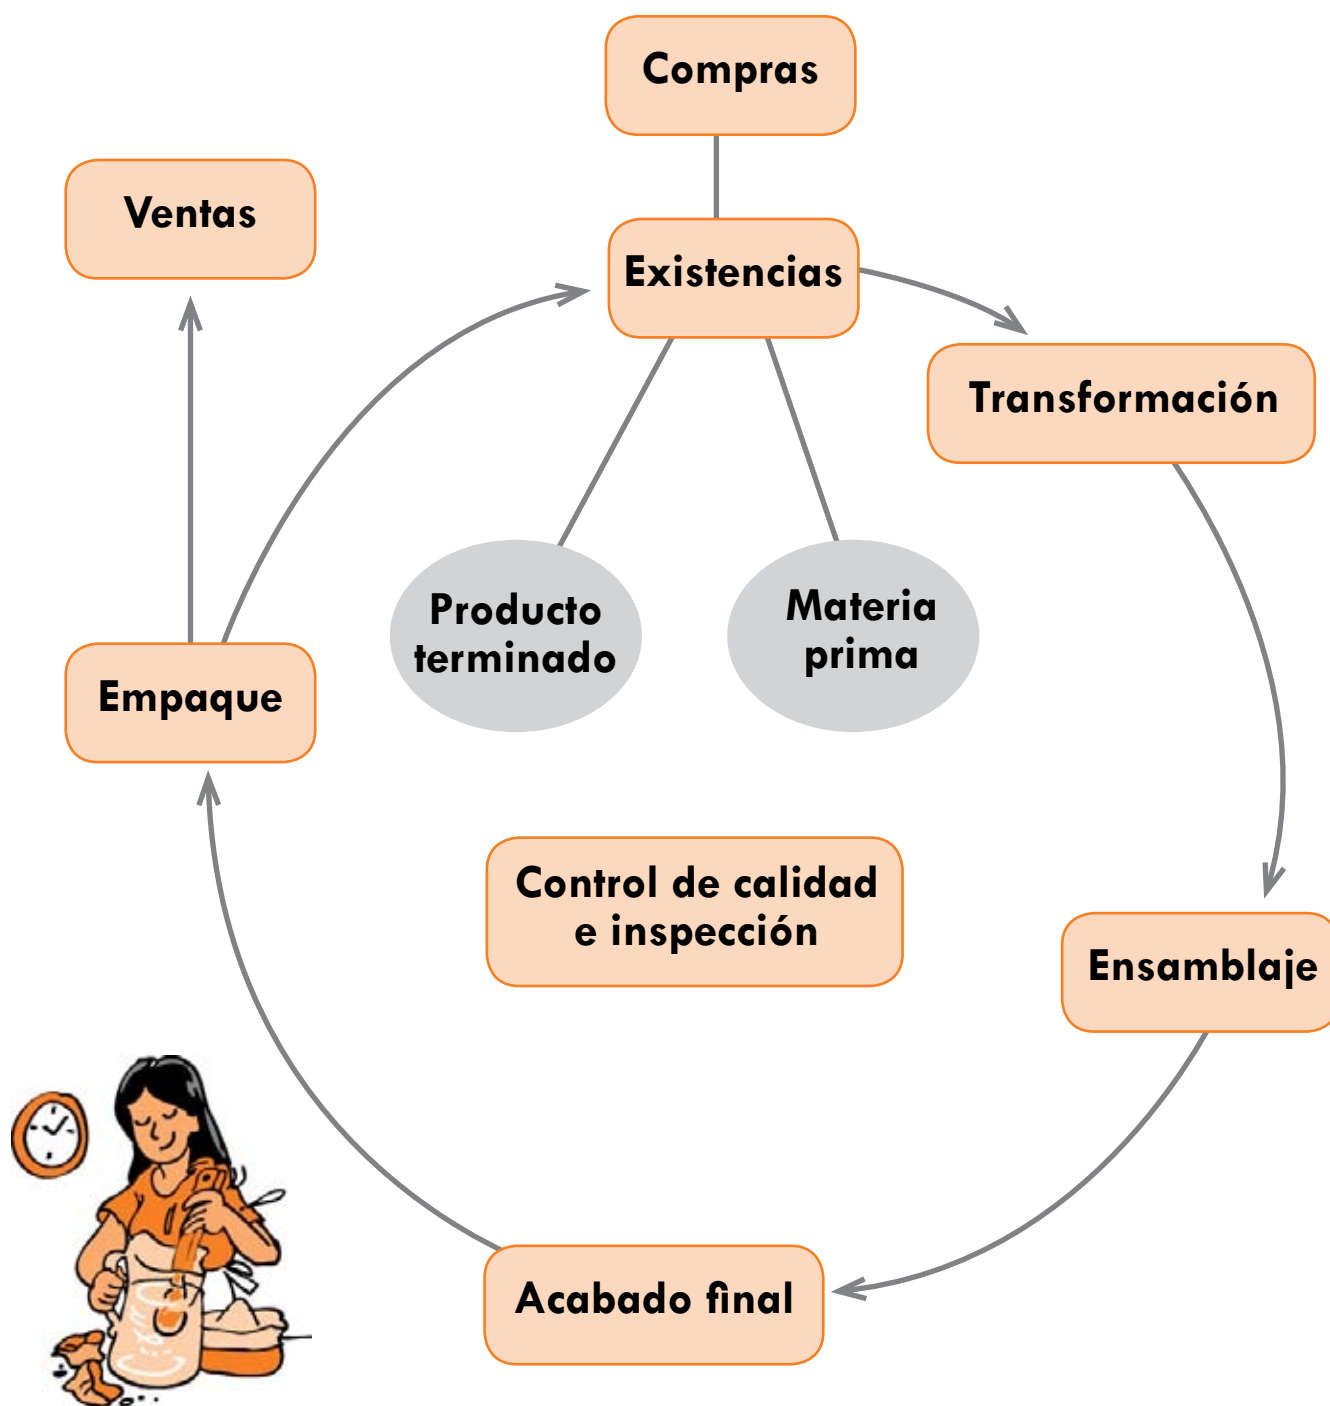 Compras
Ventas
Existencias
Transformación
Producto
terminado
Materia
prima
Empaque
Control de calidad
e inspección
Ensamblaje
Acabado final